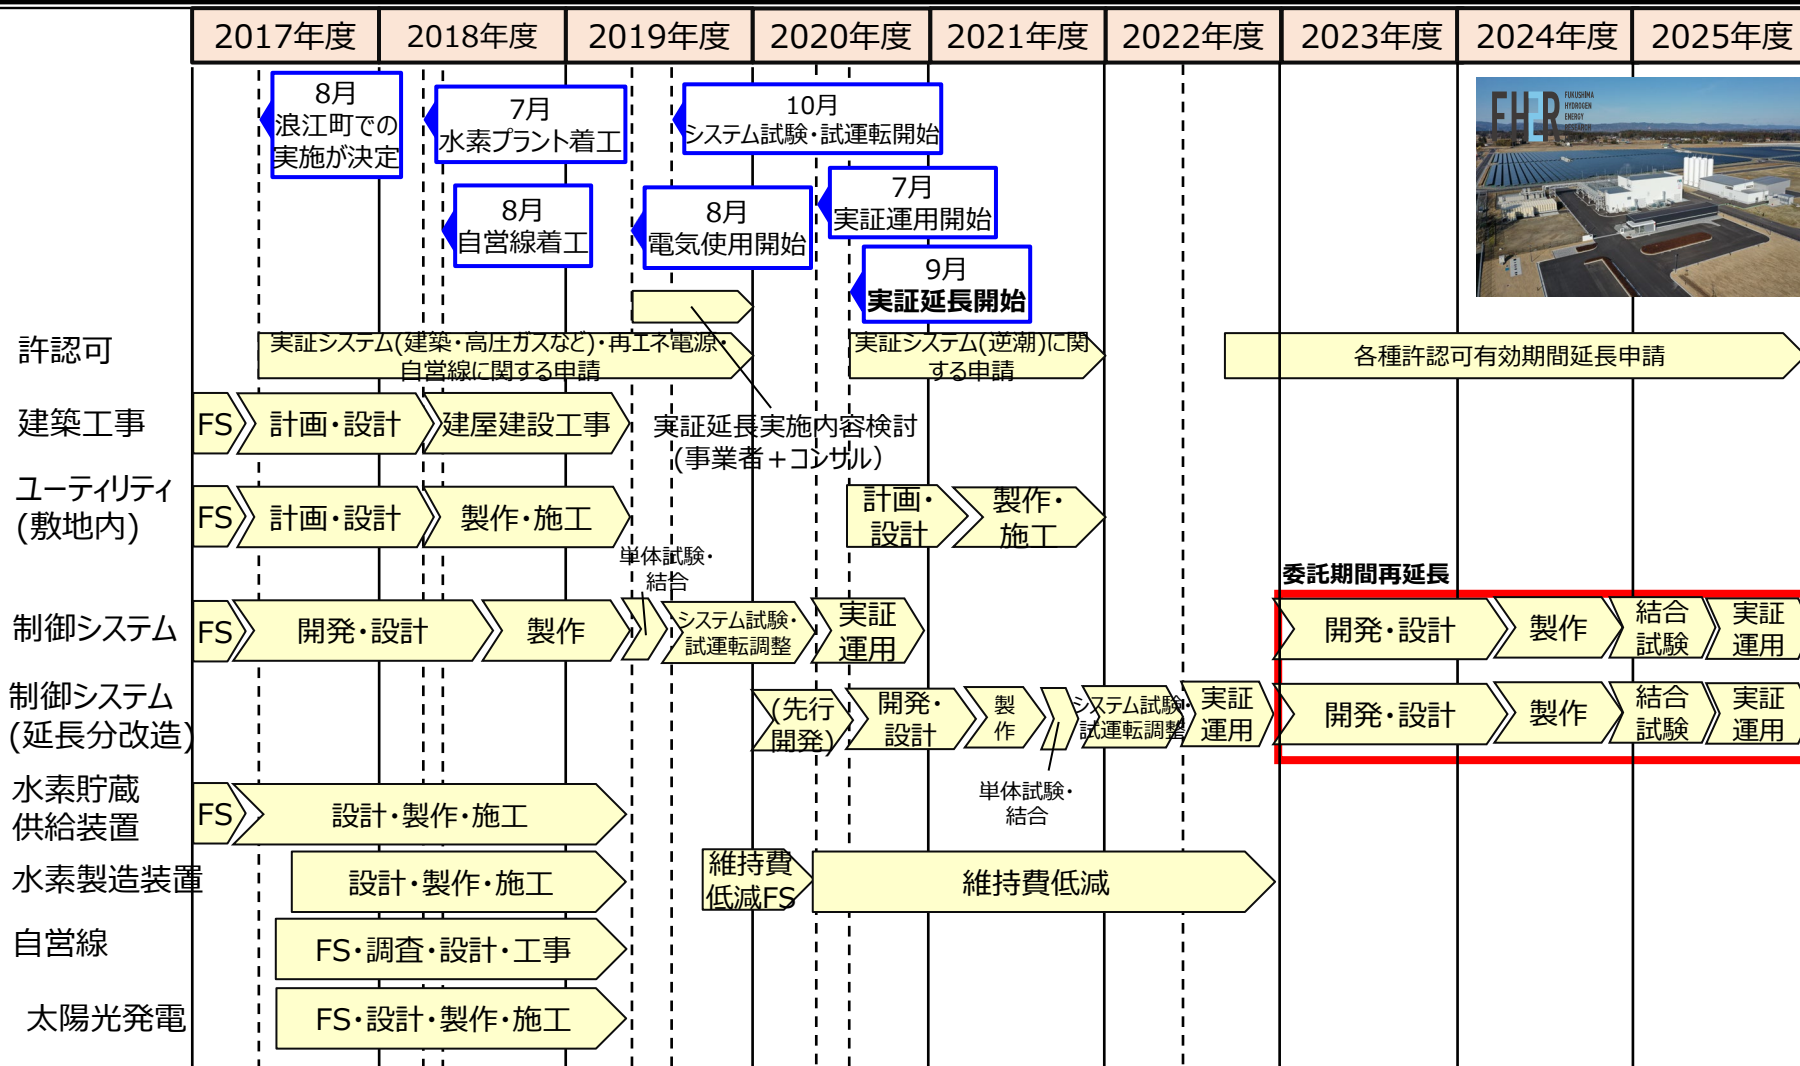 2017年度 2018年度 2019年度 2020年度 2021年度 2022年度 2023年度 2024年度 2025年度
8月
浪江町での
実施が決定
7月
水素プラント着工
10月
システム試験・試運転開始
8月
自営線着工
8月
電気使用開始
7月
実証運用開始
9月
実証延長開始
FH2R
FUKUSHIMA
HYDROGEN
ENERGY
RESEARCH
許認可
実証システム(建築・高圧ガスなど)・再エネ電源・
自営線に関する申請
実証システム(逆潮)に関
する申請
各種許認可有効期間延長申請
建築工事
FS 計画・設計 建屋建設工事
実証延長実施内容検討
(事業者+コンサル)
ユーティリティ
(敷地内)
FS 計画・設計 製作・施工
計画・
設計
製作・
施工
単体試験・
結合
委託期間再延長
制御システム
FS 開発・設計 製作
システム試験・
試運転調整
実証
運用
開発・設計 製作
結合
試験
実証
運用
制御システム
(延長分改造)
(先行
開発)
開発・
設計
製
作
システム試験・
試運転調整
実証
運用
開発・設計 製作
結合
試験
実証
運用
単体試験・
結合
水素貯蔵
供給装置
FS 設計・製作・施工
水素製造装置
設計・製作・施工
維持費
低減FS
維持費低減
自営線
FS・調査・設計・工事
太陽光発電
FS・設計・製作・施工